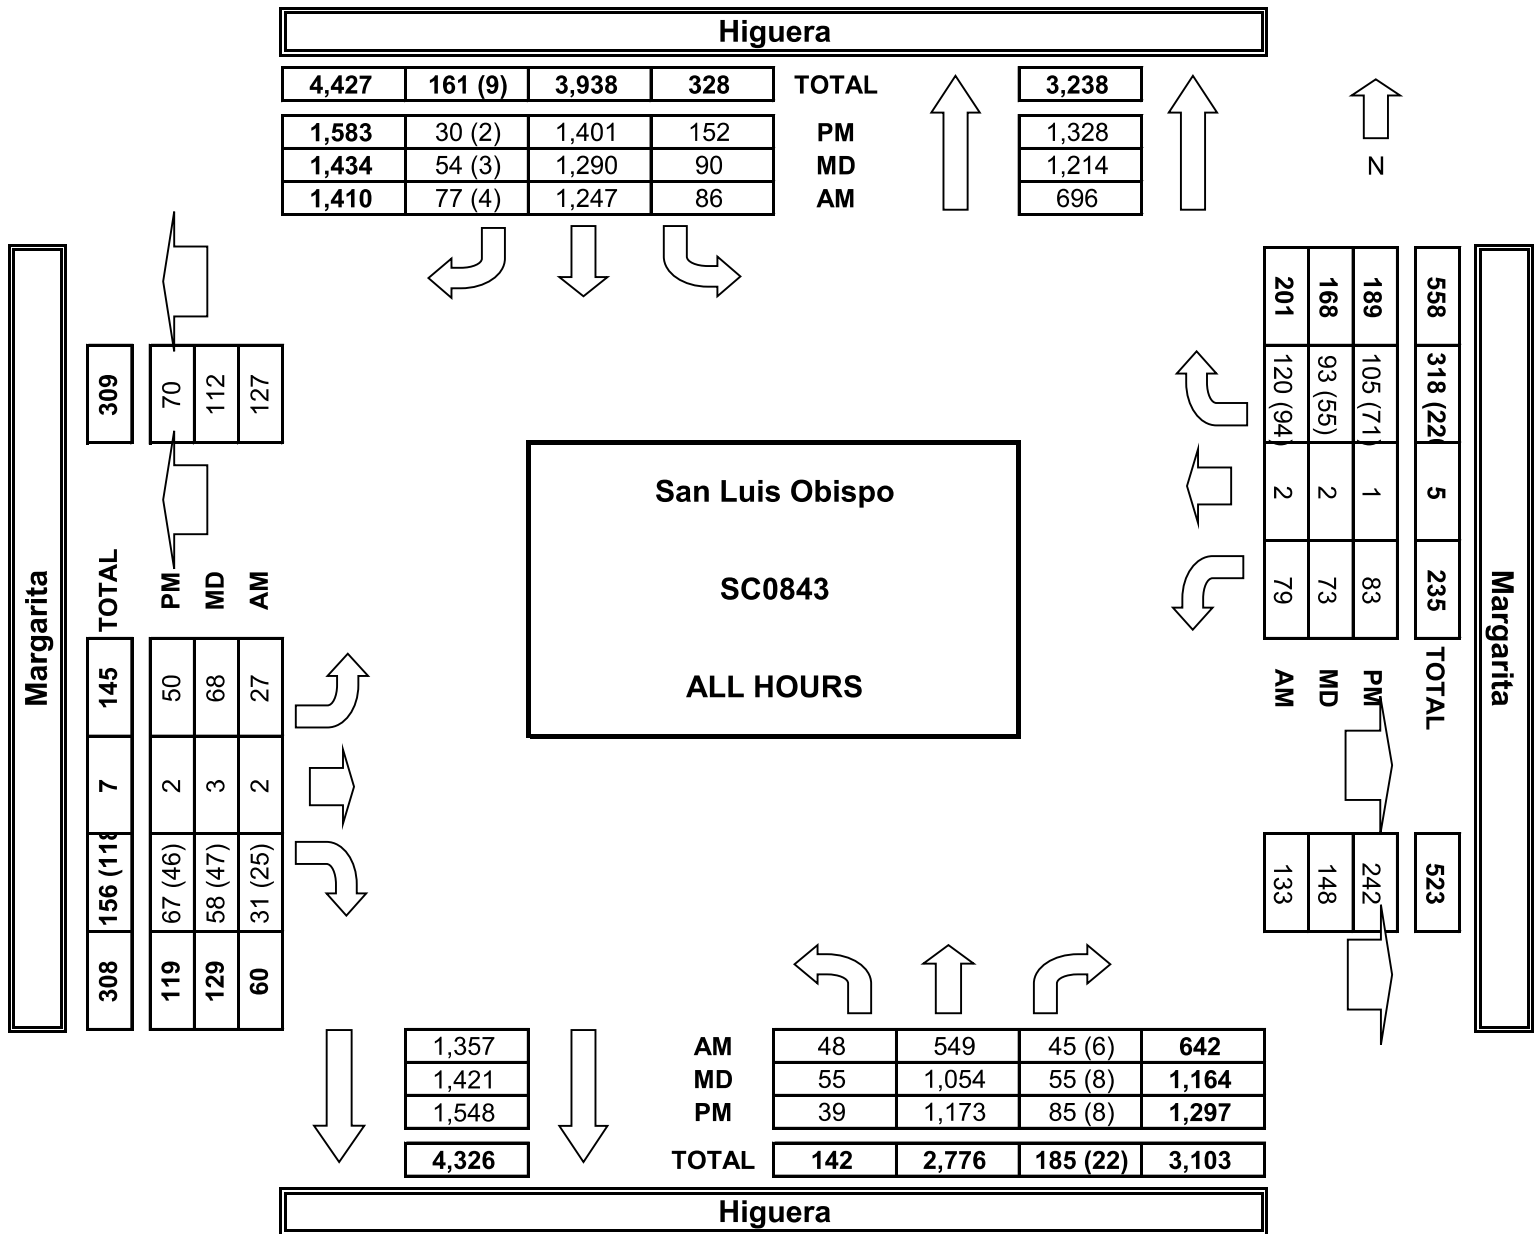 Higuera
4,427 161 (9) 3,938 328 TOTAL 3,238
1,583 30 (2) 1,401 152 PM 1,328
1,434 54 (3) 1,290 90 MD 1,214
1,410 77 (4) 1,247 86 AM 696
N
Margarita
309
70
112
127
TOTAL
PM
MD
AM
145 7 156 (118 308
50 2 67 (46) 119
68 3 58 (47) 129
27 2 31 (25) 60
San Luis Obispo
SC0843
ALL HOURS
201 120 (94) 2 79 AM 133
168 93 (55) 2 73 MD 148
189 105 (71) 1 83 PM 242
558 318 (220 5 235 TOTAL 523
Margarita
1,357 AM 48 549 45 (6) 642
1,421 MD 55 1,054 55 (8) 1,164
1,548 PM 39 1,173 85 (8) 1,297
4,326 TOTAL 142 2,776 185 (22) 3,103
Higuera